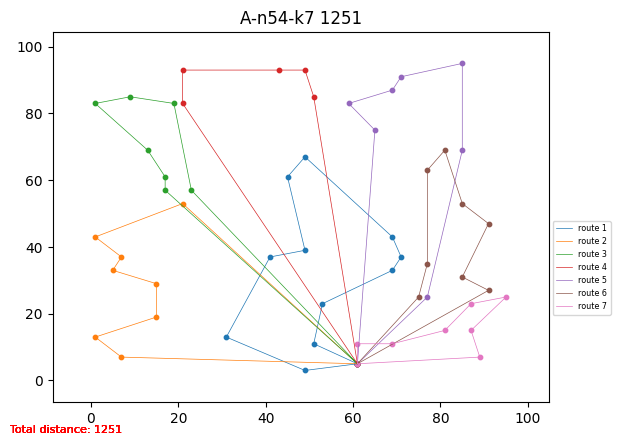 A-n54-k7 1251
100
80
60
40
20
0
0 20 40 60 80 100
route 1
route 2
route 3
route 4
route 5
route 6
route 7
Total distance: 1251